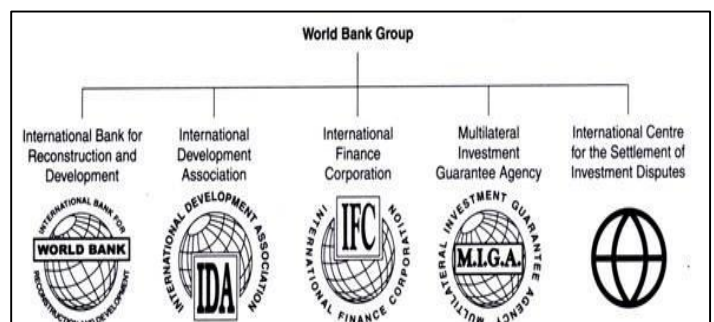 World Bank Group
International Bank for
Reconstruction and
Development
International
Development
Association
International
Finance
Corporation
Multilateral
Investment
Guarantee Agency
International Centre
for the Settlement of
Investment Disputes
INTERNATIONAL BANK FOR
WORLD BANK
RECONSTRUCTION AND DEVELOPMENT
INTERNATIONAL DEVELOPMENT ASSOCIATION
IDA
IFC
INTERNATIONAL FINANCE CORPORATION
MULTILATERAL INVESTMENT GUARANTEE AGENCY
M.I.G.A.